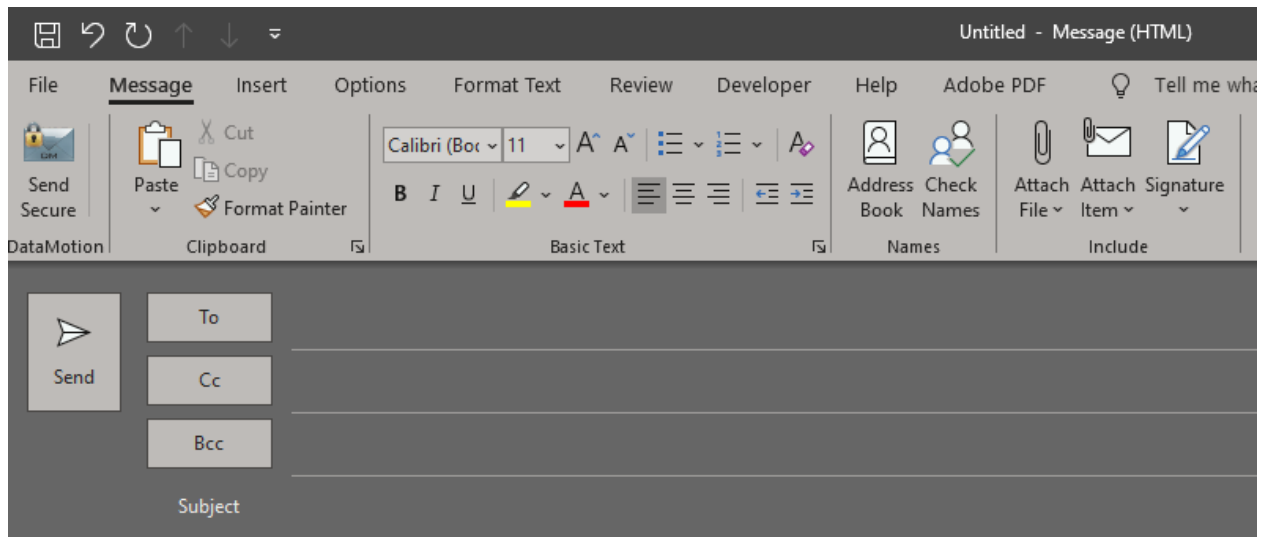 Untitled - Message (HTML)
File Message Insert Options Format Text Review Developer Help Adobe PDF Tell me wha
Send Secure
Paste
Cut
Copy
Format Painter
Calibri (Boc 11 A A A
B I U A
Address Book
Check Names
Attach File
Attach Item
Signature
DataMotion Clipboard Basic Text Names Include
Send
To
Cc
Bcc
Subject